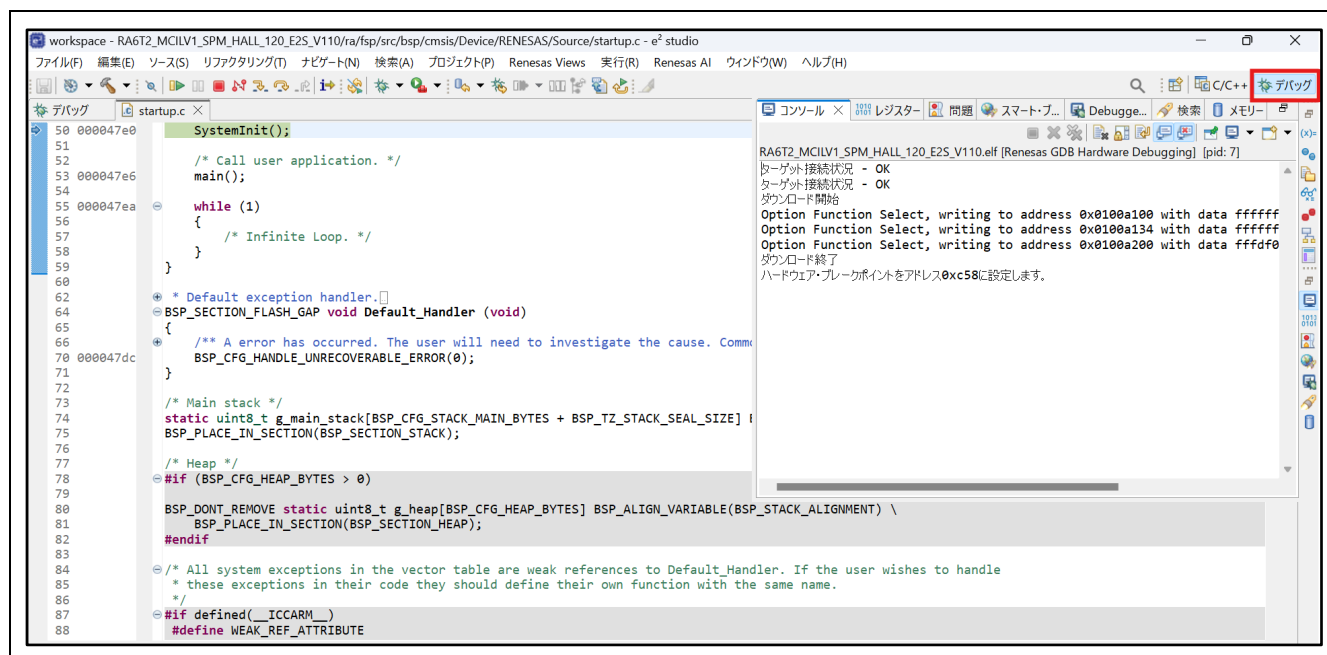 workspace - RA6T2_MCILV1_SPM_HALL_120_E2S_V110/ra/fsp/src/bsp/cmsis/Device/RENESAS/Source/startup.c - e² studio
ファイル(F) 編集(E) ソース(S) リファクタリング(T) ナビゲート(N) 検索(A) プロジェクト(P) Renesas Views 実行(R) Renesas AI ウィンドウ(W) ヘルプ(H)
C/C++ デバッグ
デバッグ startup.c
50 000047e0 SystemInit();
51
52 /* Call user application. */
53 000047e6 main();
54
55 000047ea while (1)
56 {
57 /* Infinite Loop. */
58 }
59 }
60
62 * Default exception handler.
64 BSP_SECTION_FLASH_GAP void Default_Handler (void)
65 {
66 /** A error has occurred. The user will need to investigate the cause. Commo
70 000047dc BSP_CFG_HANDLE_UNRECOVERABLE_ERROR(0);
71 }
72
73 /* Main stack */
74 static uint8_t g_main_stack[BSP_CFG_STACK_MAIN_BYTES + BSP_TZ_STACK_SEAL_SIZE]
75 BSP_PLACE_IN_SECTION(BSP_SECTION_STACK);
76
77 /* Heap */
78 #if (BSP_CFG_HEAP_BYTES > 0)
79
80 BSP_DONT_REMOVE static uint8_t g_heap[BSP_CFG_HEAP_BYTES] BSP_ALIGN_VARIABLE(BSP_STACK_ALIGNMENT) \
81 BSP_PLACE_IN_SECTION(BSP_SECTION_HEAP);
82 #endif
83
84 /* All system exceptions in the vector table are weak references to Default_Handler. If the user wishes to handle
85 * these exceptions in their code they should define their own function with the same name.
86 */
87 #if defined(__ICCARM__)
88 #define WEAK_REF_ATTRIBUTE
コンソール レジスター 問題 スマート・ブ... Debugge... 検索 メモリー
RA6T2_MCILV1_SPM_HALL_120_E2S_V110.elf [Renesas GDB Hardware Debugging] [pid: 7]
ターゲット接続状況 - OK
ターゲット接続状況 - OK
ダウンロード開始
Option Function Select, writing to address 0x0100a100 with data ffffff
Option Function Select, writing to address 0x0100a134 with data ffffff
Option Function Select, writing to address 0x0100a200 with data fffdf0
ダウンロード終了
ハードウェア・ブレークポイントをアドレス0xc58に設定します。